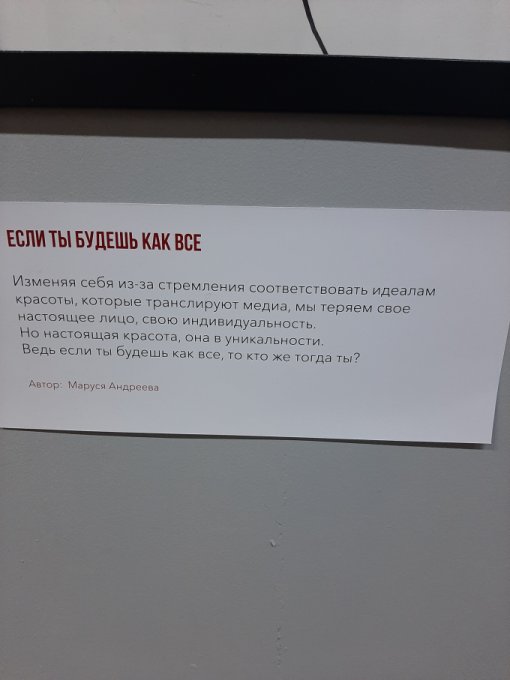 ЕСЛИ ТЫ БУДЕШЬ КАК ВСЕ
Изменяя себя из-за стремления соответствовать идеалам
красоты, которые транслируют медиа, мы теряем свое
настоящее лицо, свою индивидуальность.
Но настоящая красота, она в уникальности.
Ведь если ты будешь как все, то кто же тогда ты?
Автор: Маруся Андреева